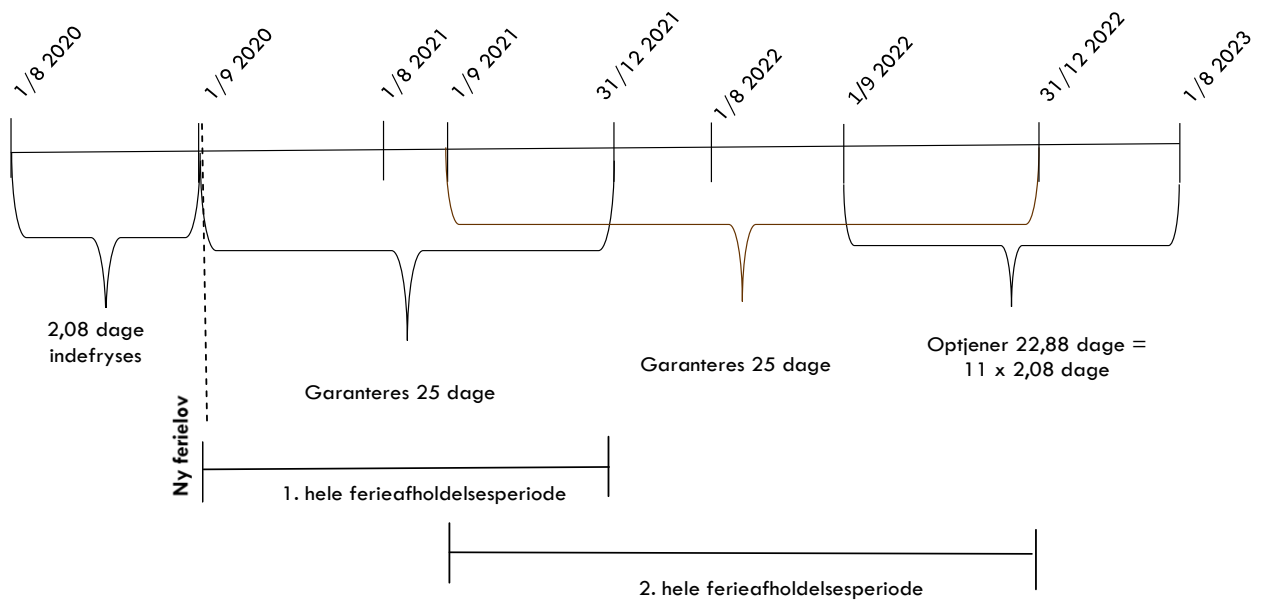 1/8 2020
1/9 2020
1/8 2021
1/9 2021
31/12 2021
1/8 2022
1/9 2022
31/12 2022
1/8 2023
2,08 dage
indefryses
Garanteres 25 dage
Garanteres 25 dage
Optjener 22,88 dage =
11 x 2,08 dage
Ny ferielov
1. hele ferieafholdelsesperiode
2. hele ferieafholdelsesperiode